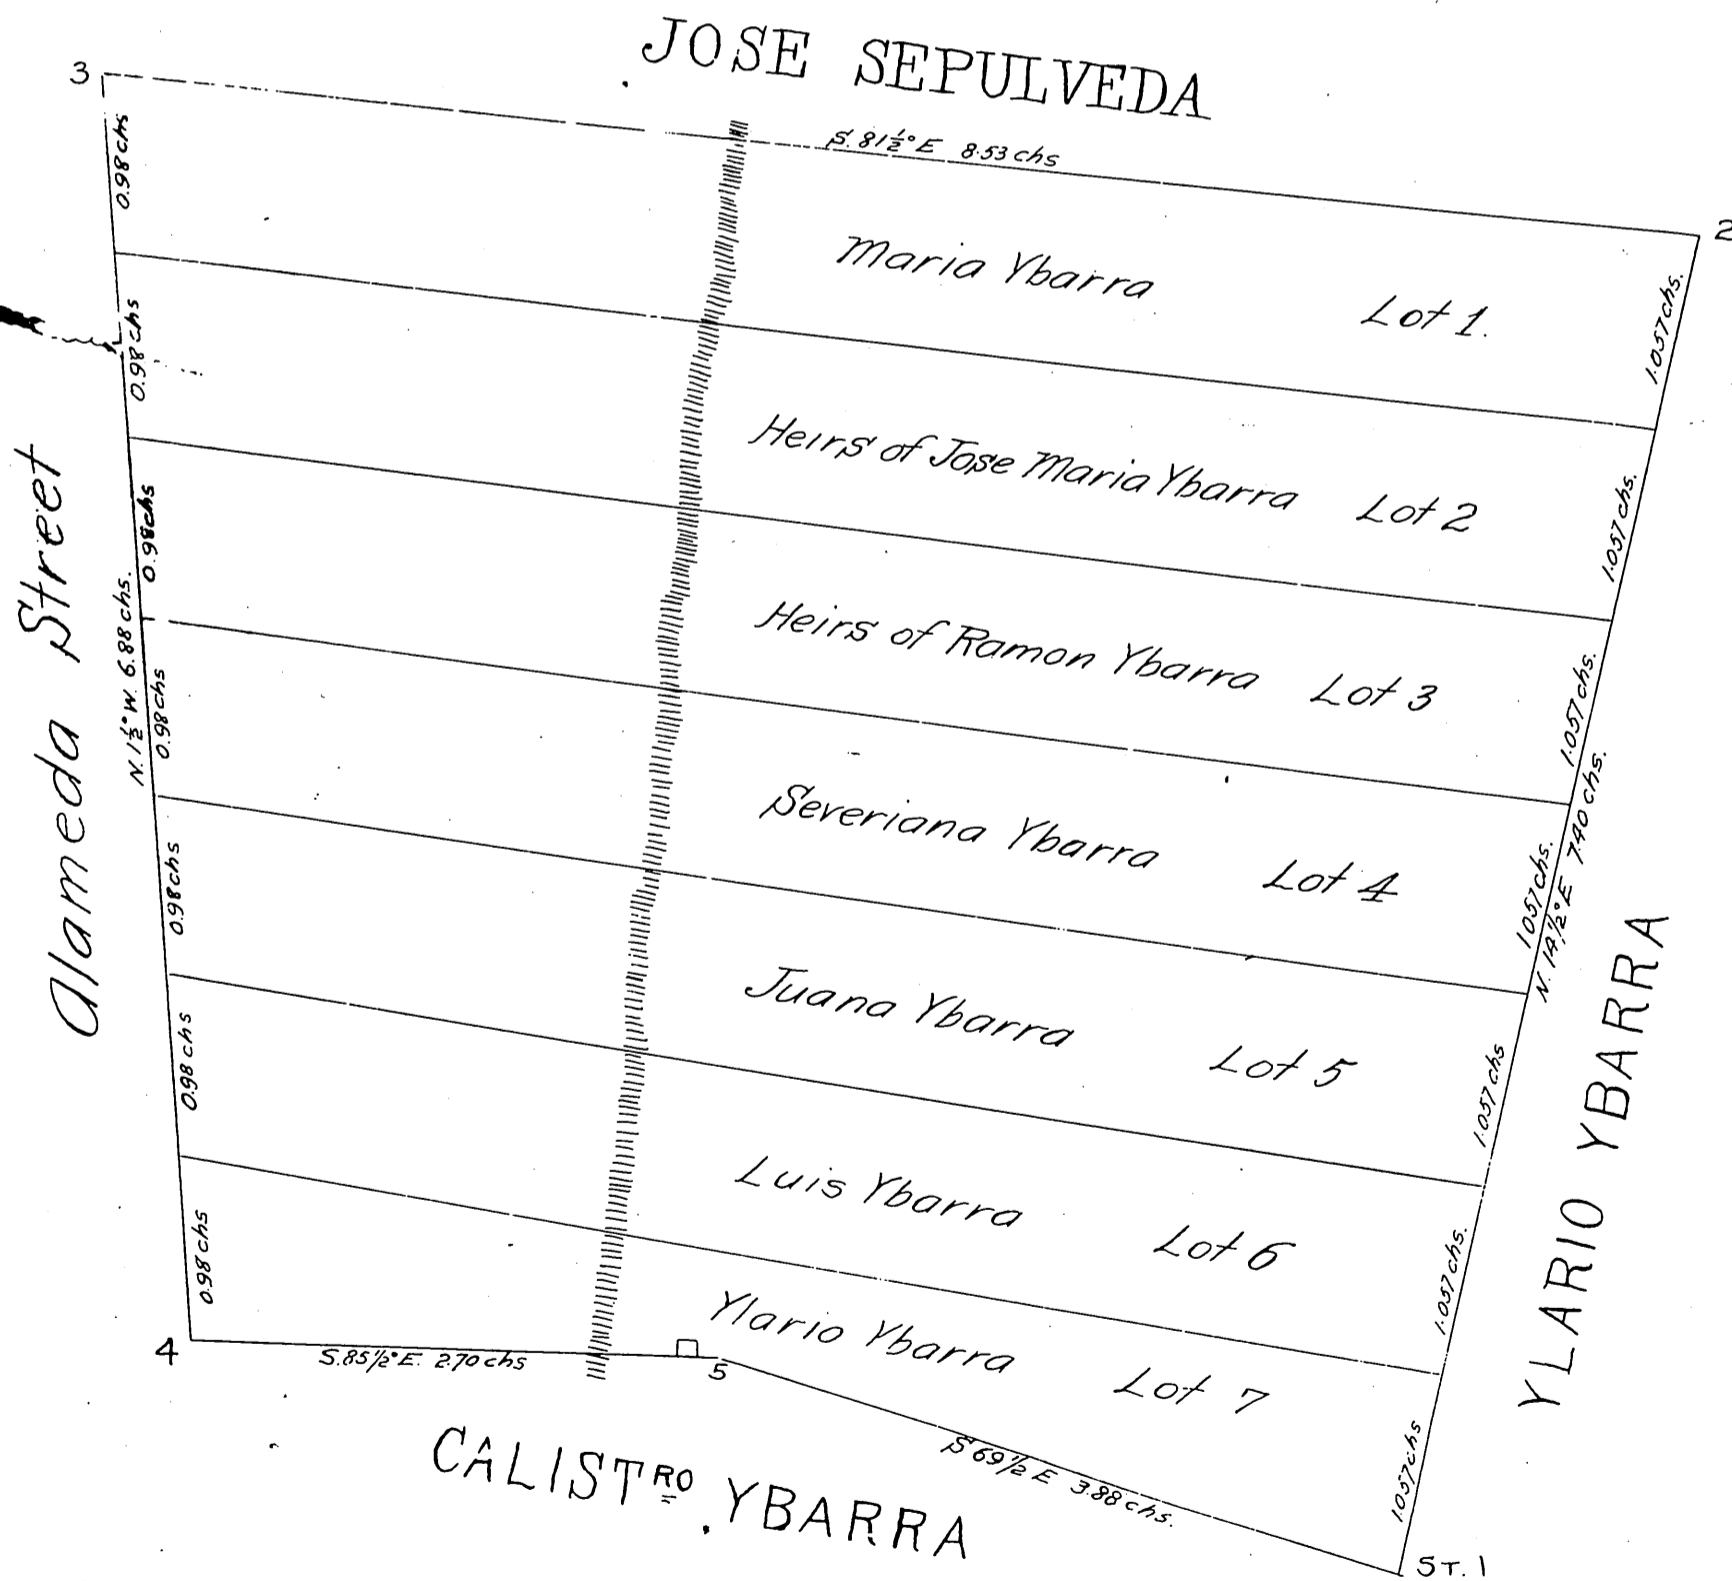 JOSE SEPULVEDA
3
S. 81½° E 8.53 chs
2
0.98 chs
Maria Ybarra Lot 1.
1.057 chs.
0.98 chs
Heirs of Jose Maria Ybarra Lot 2
1.057 chs.
0.98 chs
Heirs of Ramon Ybarra Lot 3
1.057 chs.
Alameda Street
N. 1½° W. 6.88 chs.
0.98 chs
Severiana Ybarra Lot 4
1.057 chs.
N. 14½° E 7.40 chs.
YLARIO YBARRA
0.98 chs
Juana Ybarra Lot 5
1.057 chs
0.98 chs
Luis Ybarra Lot 6
1.057 chs.
0.98 chs
Ylario Ybarra Lot 7
1.057 chs
4
S. 85½° E. 2.70 chs
5
S 69½ E 3.88 chs.
CALISTRO YBARRA
ST. 1